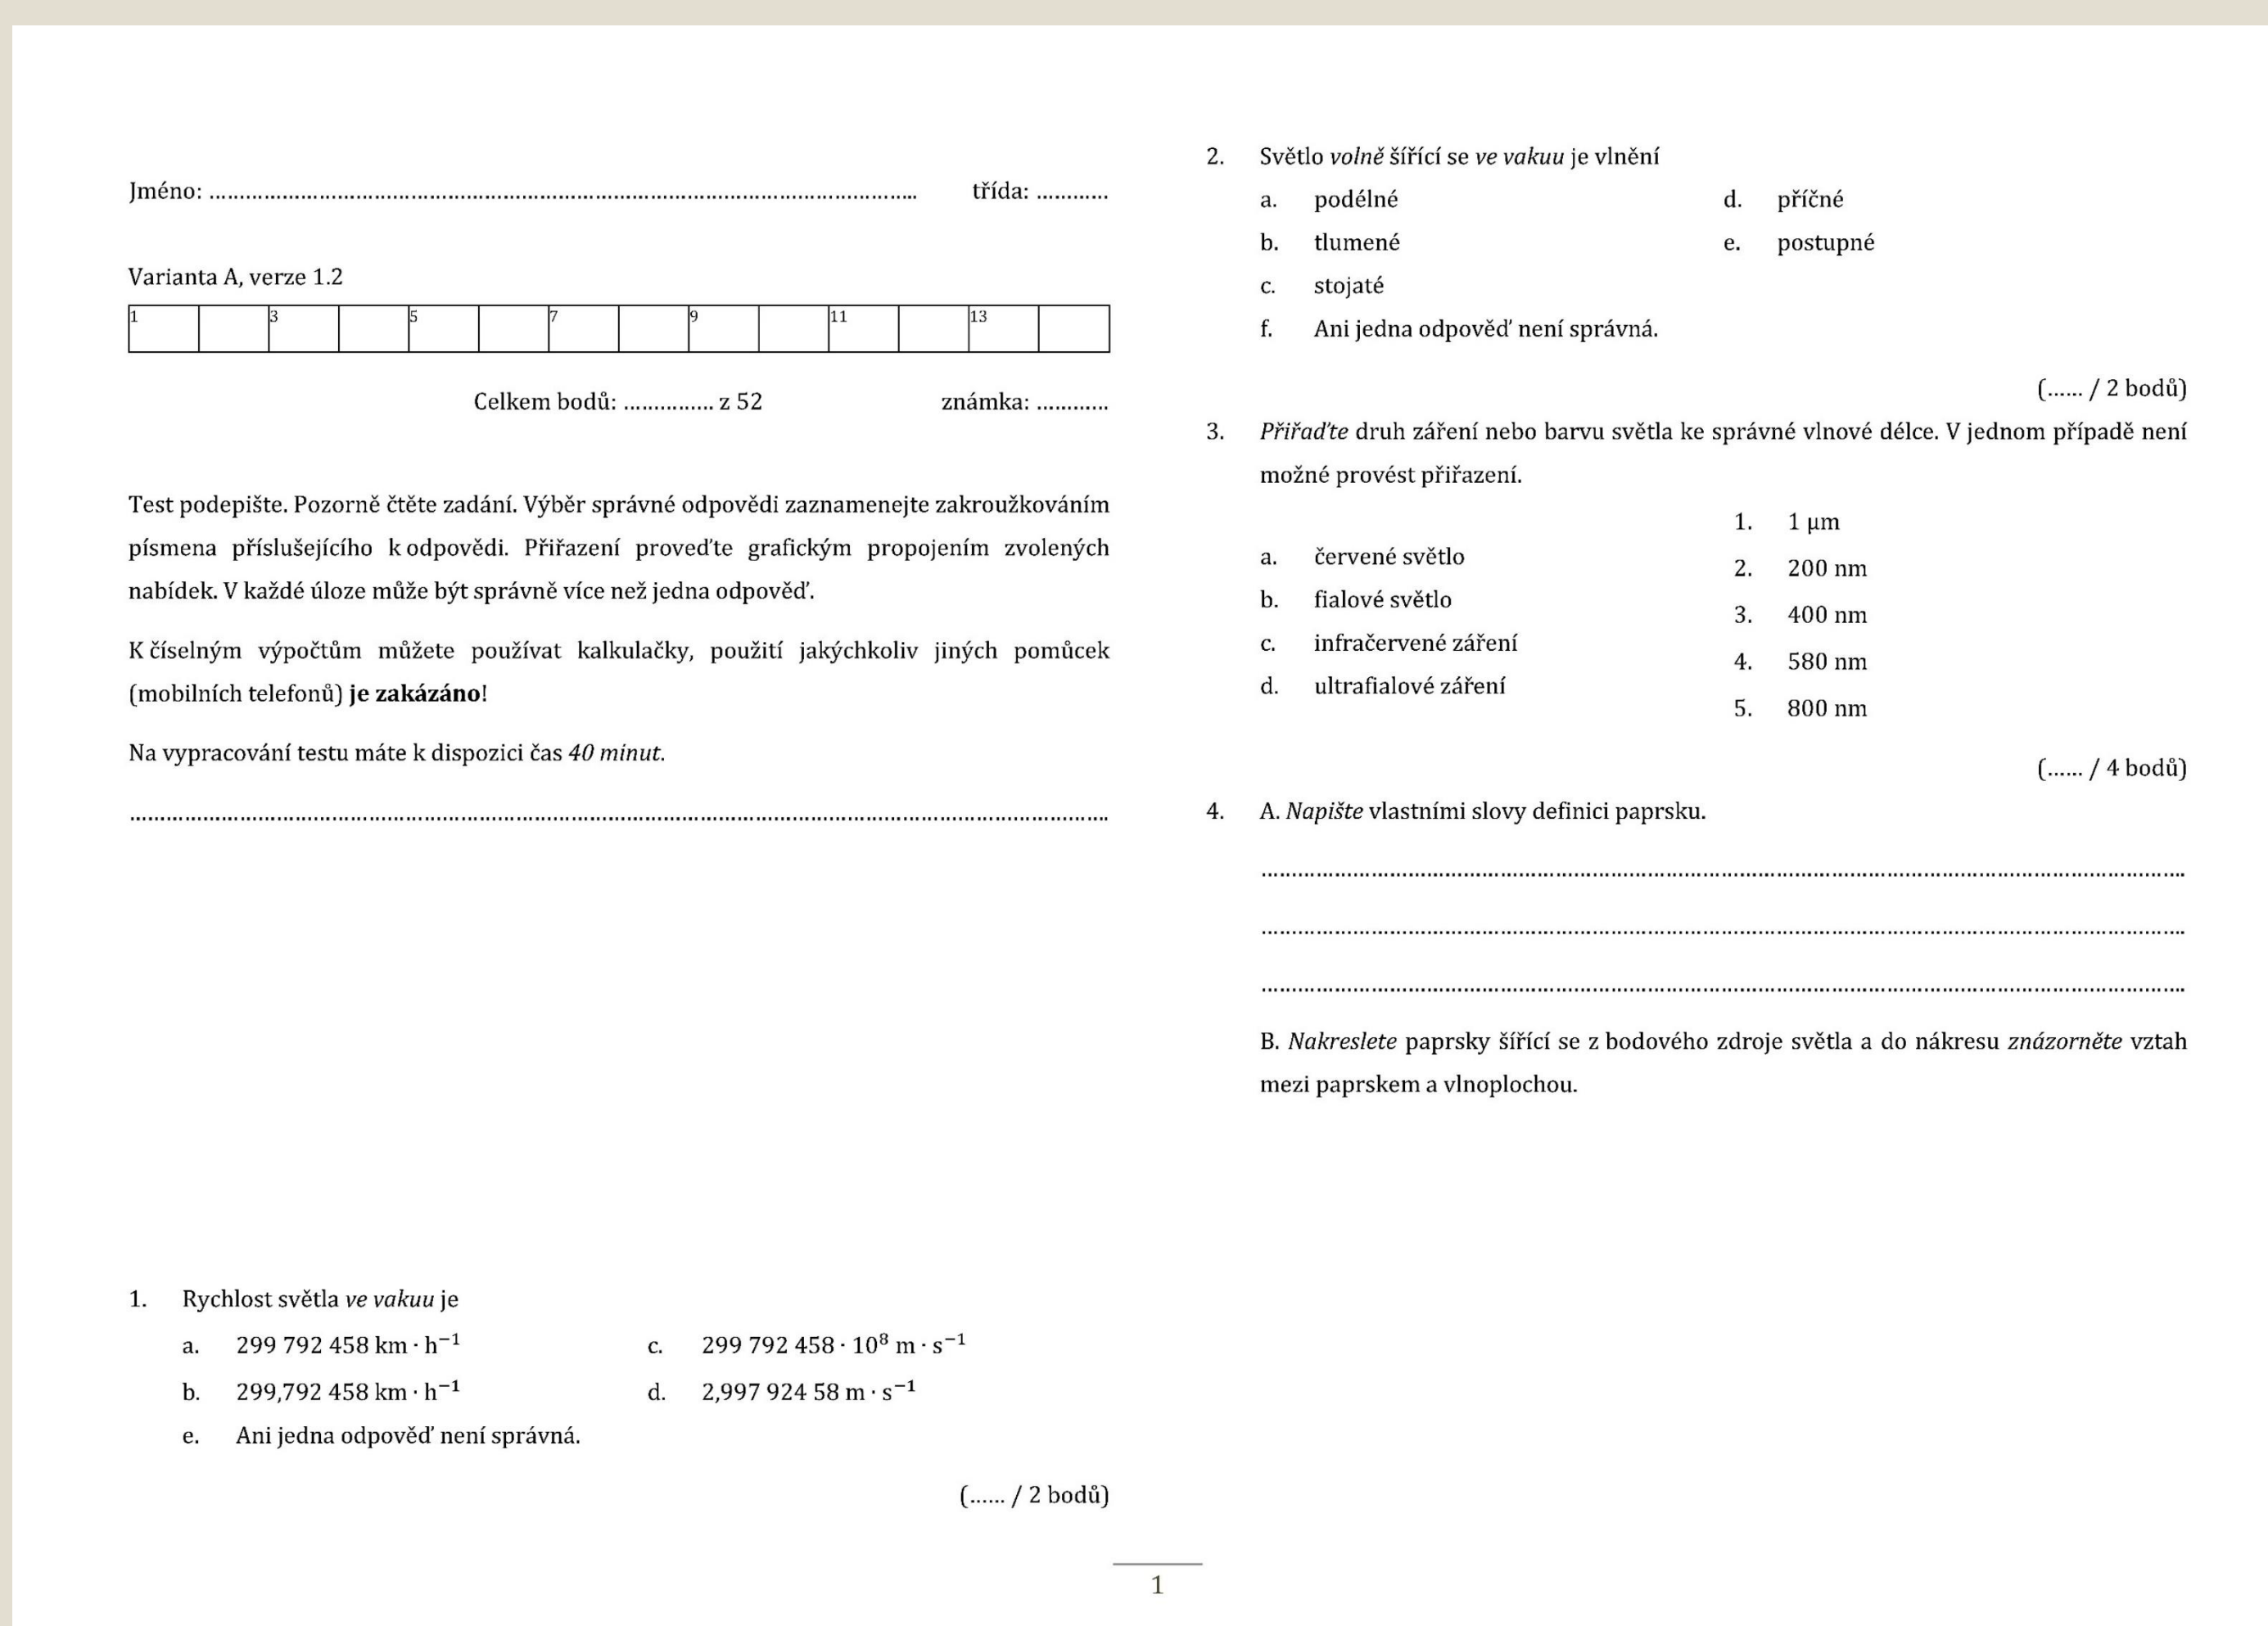 Jméno: ........................................................................................................................ třída: ............
Varianta A, verze 1.2
1 3 5 7 9 11 13
Celkem bodů: ............... z 52 známka: ............
Test podepište. Pozorně čtěte zadání. Výběr správné odpovědi zaznamenejte zakroužkováním
písmena příslušejícího k odpovědi. Přiřazení proveďte grafickým propojením zvolených
nabídek. V každé úloze může být správně více než jedna odpověď.
K číselným výpočtům můžete používat kalkulačky, použití jakýchkoliv jiných pomůcek
(mobilních telefonů) je zakázáno!
Na vypracování testu máte k dispozici čas 40 minut.
1. Rychlost světla ve vakuu je
a. 299 792 458 km · h⁻¹ c. 299 792 458 · 10⁸ m · s⁻¹
b. 299,792 458 km · h⁻¹ d. 2,997 924 58 m · s⁻¹
e. Ani jedna odpověď není správná.
(...... / 2 bodů)
2. Světlo volně šířící se ve vakuu je vlnění
a. podélné d. příčné
b. tlumené e. postupné
c. stojaté
f. Ani jedna odpověď není správná.
(...... / 2 bodů)
3. Přiřaďte druh záření nebo barvu světla ke správné vlnové délce. V jednom případě není
možné provést přiřazení.
a. červené světlo
b. fialové světlo
c. infračervené záření
d. ultrafialové záření
1. 1 μm
2. 200 nm
3. 400 nm
4. 580 nm
5. 800 nm
(...... / 4 bodů)
4. A. Napište vlastními slovy definici paprsku.
B. Nakreslete paprsky šířící se z bodového zdroje světla a do nákresu znázorněte vztah
mezi paprskem a vlnoplochou.
1